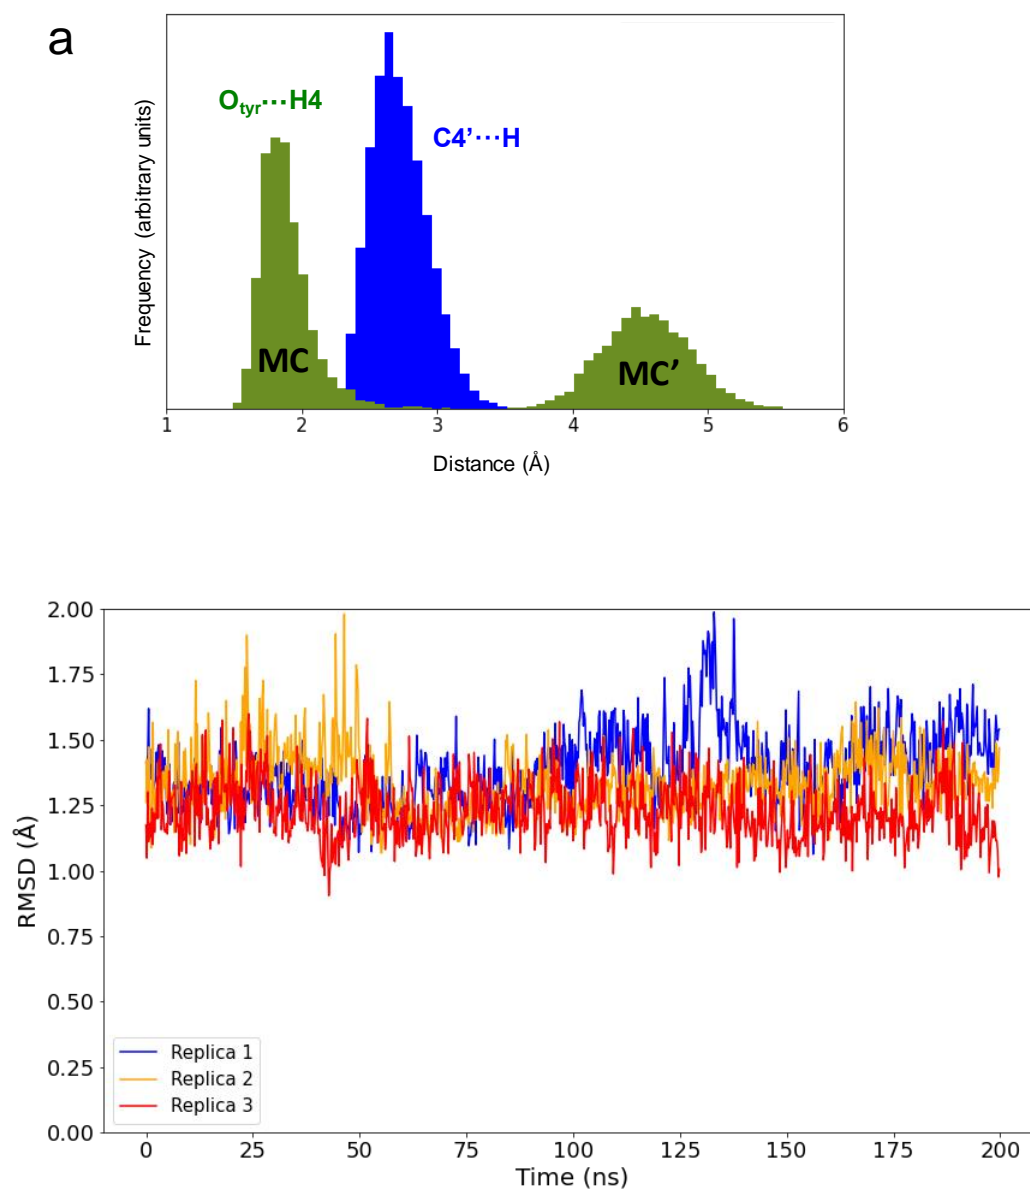 a
O_tyr⋯H4
C4’⋯H
MC
MC’
Frequency (arbitrary units)
1 2 3 4 5 6
Distance (Å)
2.00
1.75
1.50
1.25
1.00
0.75
0.50
0.25
0.00
RMSD (Å)
Replica 1
Replica 2
Replica 3
0 25 50 75 100 125 150 175 200
Time (ns)